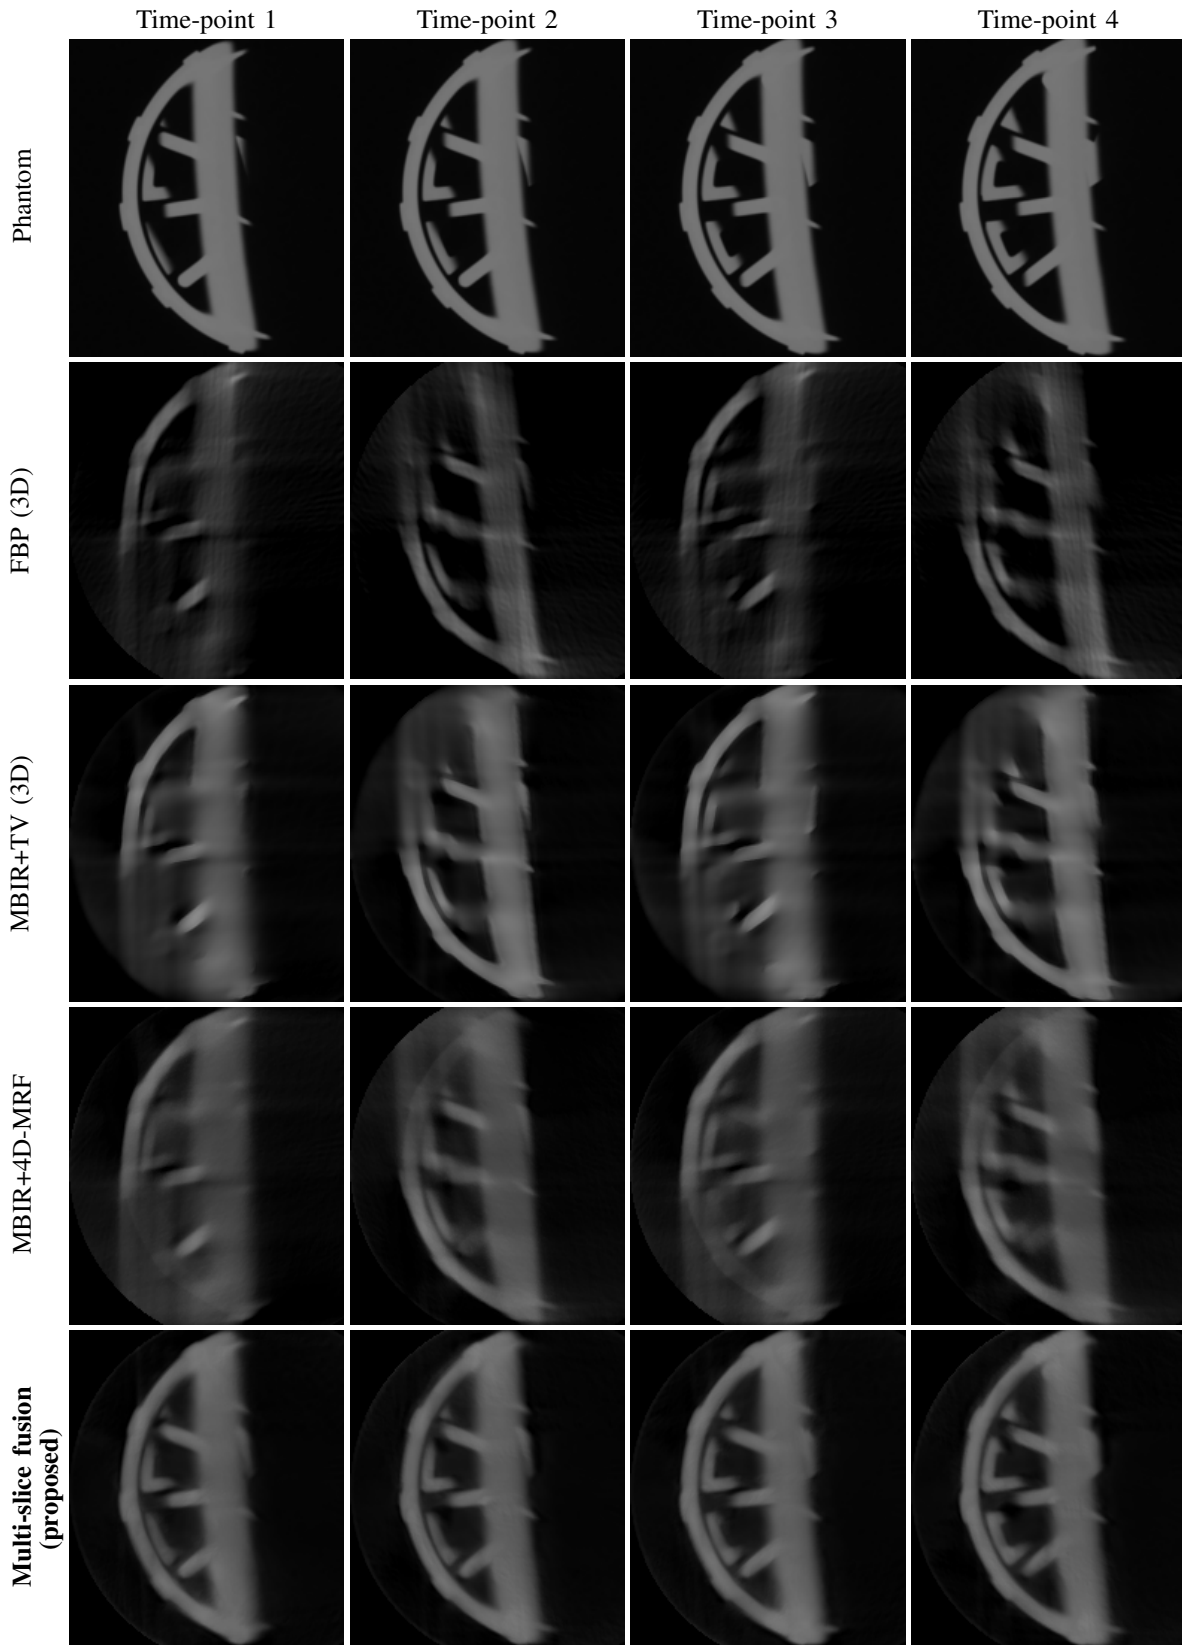 Time-point 1
Time-point 2
Time-point 3
Time-point 4
Phantom
FBP (3D)
MBIR+TV (3D)
MBIR+4D-MRF
Multi-slice fusion
(proposed)